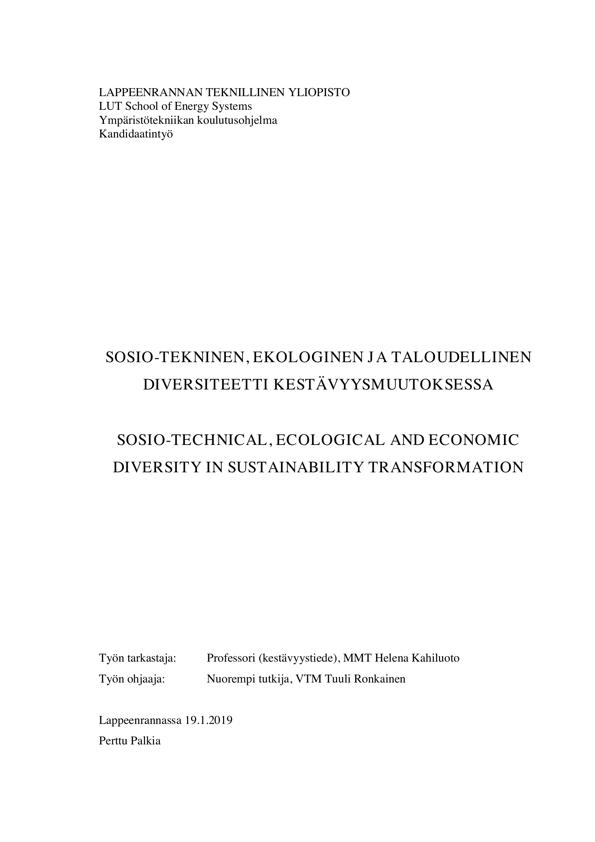 LAPPEENRANNAN TEKNILLINEN YLIOPISTO
LUT School of Energy Systems
Ympäristötekniikan koulutusohjelma
Kandidaatintyö
SOSIO-TEKNINEN, EKOLOGINEN JA TALOUDELLINEN
DIVERSITEETTI KESTÄVYYSMUUTOKSESSA
SOSIO-TECHNICAL, ECOLOGICAL AND ECONOMIC
DIVERSITY IN SUSTAINABILITY TRANSFORMATION
Työn tarkastaja: Professori (kestävyystiede), MMT Helena Kahiluoto
Työn ohjaaja: Nuorempi tutkija, VTM Tuuli Ronkainen
Lappeenrannassa 19.1.2019
Perttu Palkia